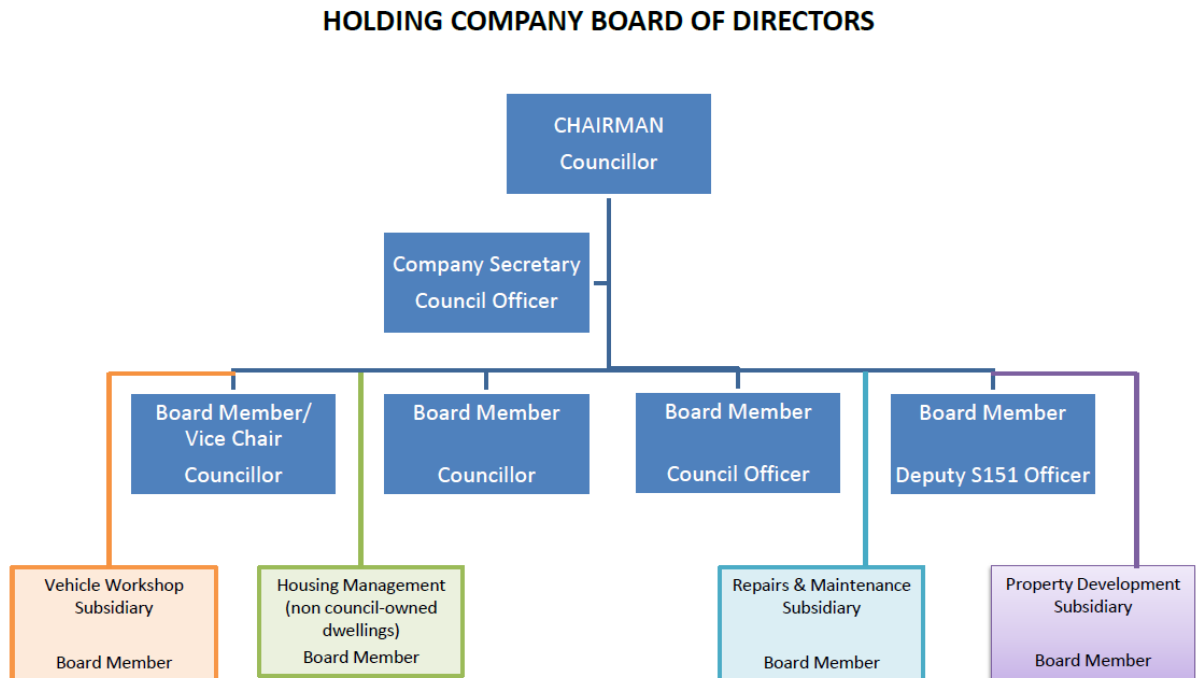 HOLDING COMPANY BOARD OF DIRECTORS
CHAIRMAN
Councillor
Company Secretary
Council Officer
Board Member/
Vice Chair
Councillor
Board Member
Councillor
Board Member
Council Officer
Board Member
Deputy S151 Officer
Vehicle Workshop
Subsidiary
Board Member
Housing Management
(non council-owned
dwellings)
Board Member
Repairs & Maintenance
Subsidiary
Board Member
Property Development
Subsidiary
Board Member